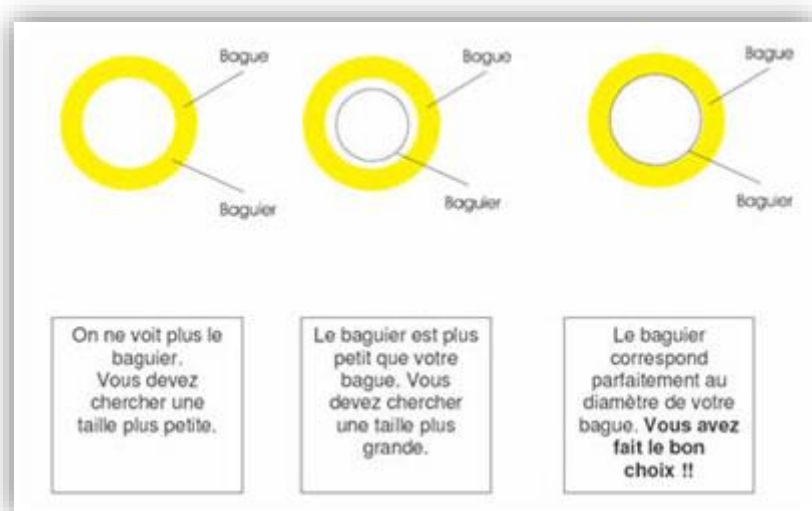 Bague
Baguier
Bague
Baguier
Bague
Baguier
On ne voit plus le
baguier.
Vous devez
chercher une
taille plus petite.
Le baguier est plus
petit que votre
bague. Vous
devez chercher
une taille plus
grande.
Le baguier
correspond
parfaitement au
diamètre de votre
bague. Vous avez
fait le bon
choix !!